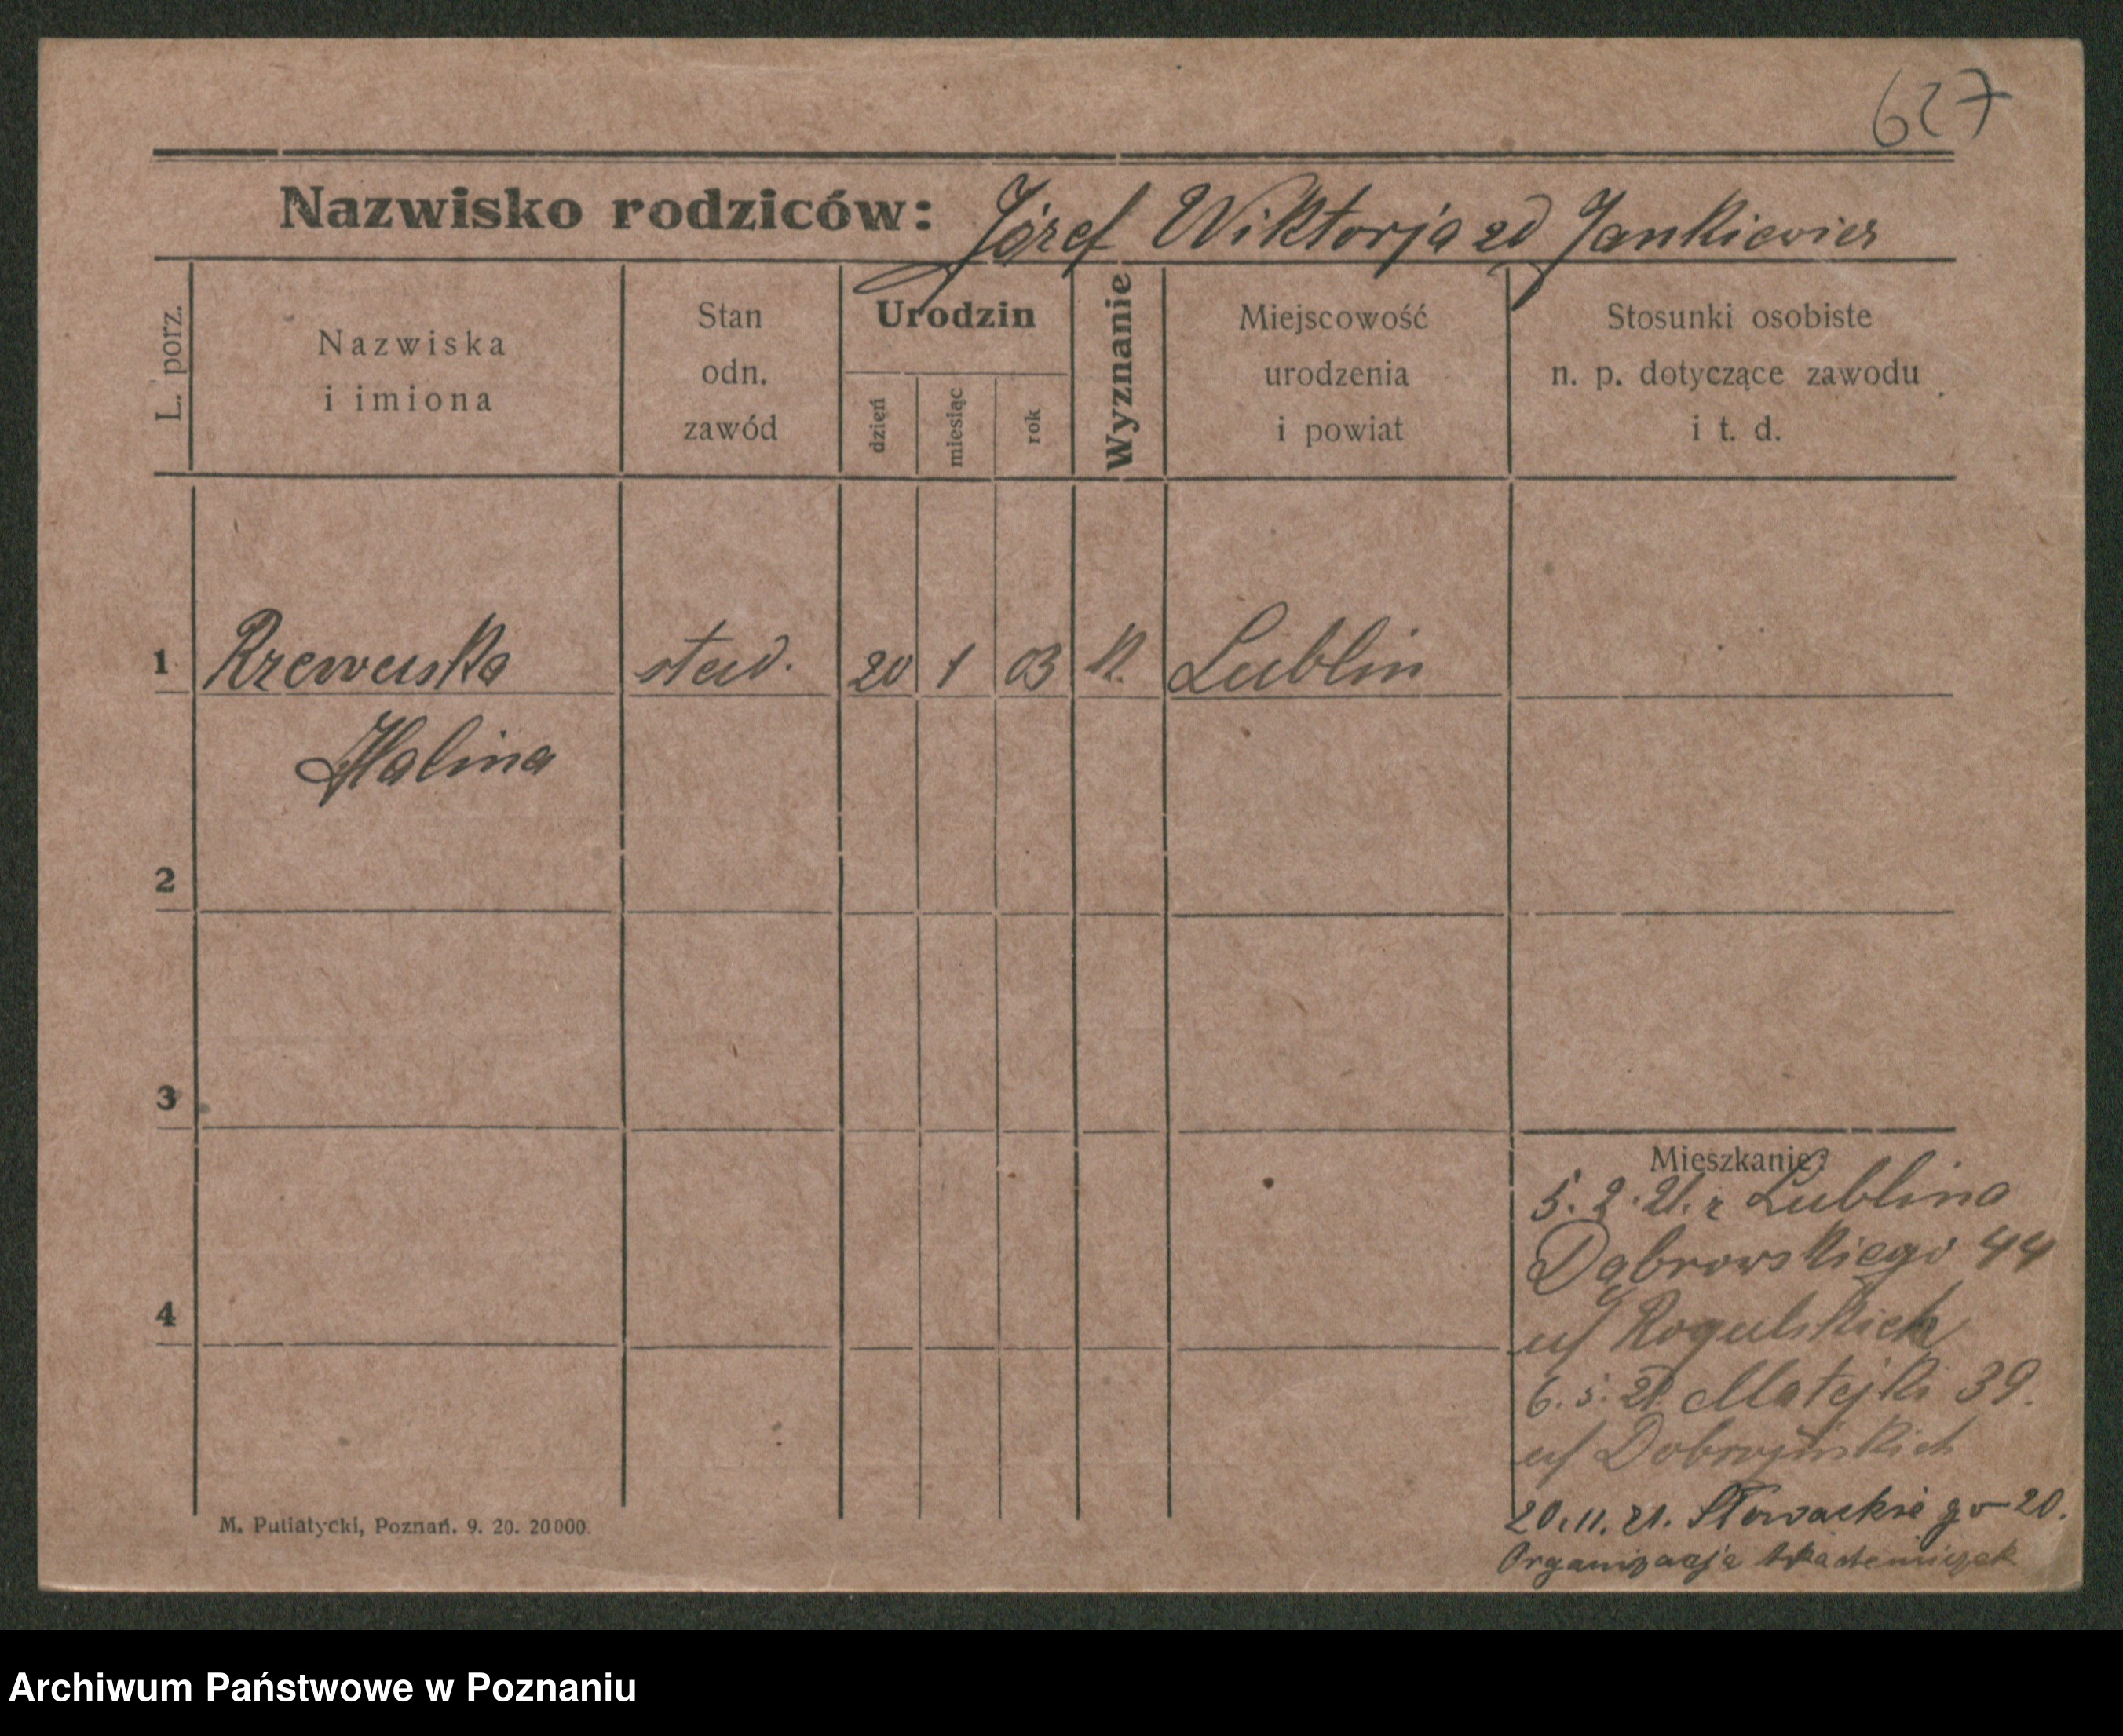 627
Nazwisko rodziców: Józef Wiktorja zd Jankiewicz
L. porz.
Nazwiska
i imiona
Stan
odn.
zawód
Urodzin
dzień
miesiąc
rok
Wyznanie
Miejscowość
urodzenia
i powiat
Stosunki osobiste
n. p. dotyczące zawodu
i t. d.
1 Rzewuska stud. 20 1 03 K. Lublin
Halina
2
3
4
Mieszkanie:
5. 2. 21. z Lublina
Dąbrowskiego 44
u/ Rogulskich
6. 5. 21. Matejki 39.
u/ Dobrzyńskich
20. 11. 21. Słowackiego 20.
Organizacja Akademiczek
M. Putiatycki, Poznań. 9. 20. 20000.
Archiwum Państwowe w Poznaniu